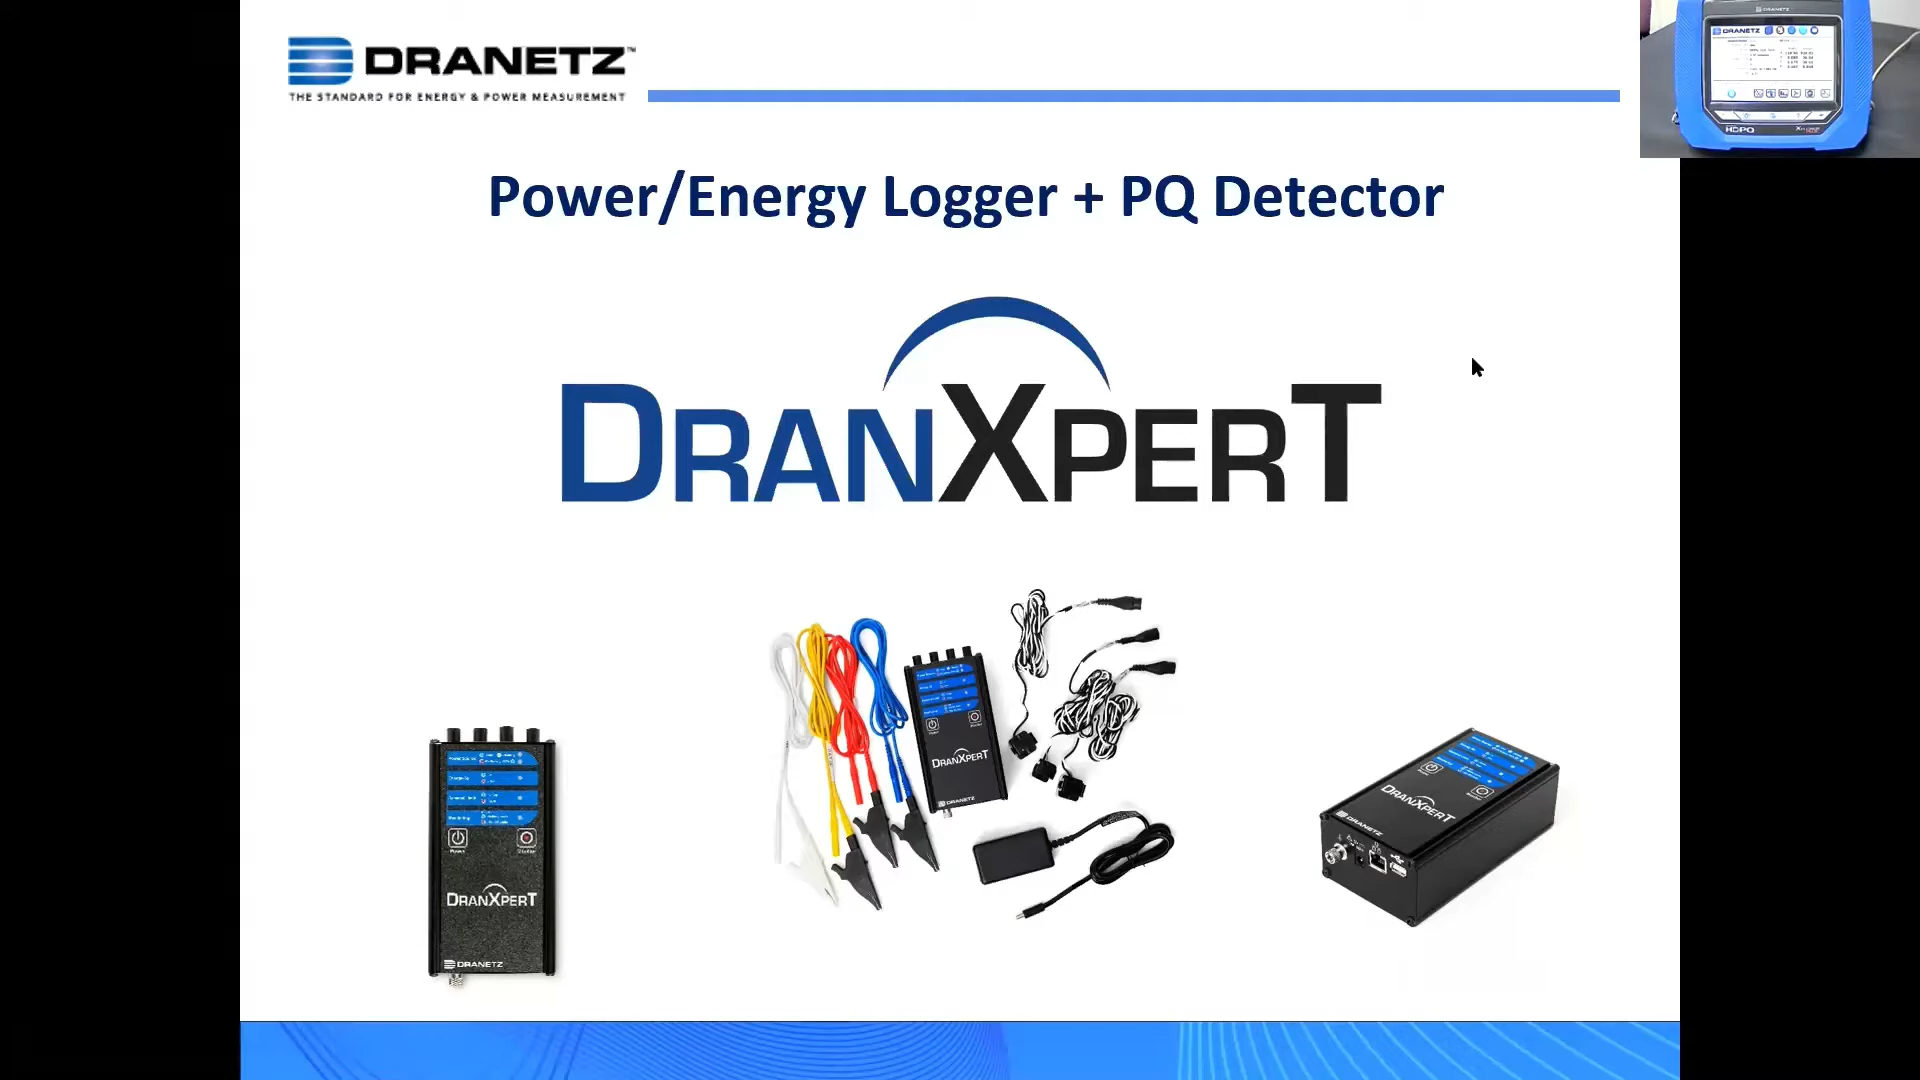 DRANETZ™
THE STANDARD FOR ENERGY & POWER MEASUREMENT
Power/Energy Logger + PQ Detector
DRANXPERT
DRANXPERT
DRANETZ
DRANXPERT
DRANETZ
DRANXPERT
DRANETZ
DRANETZ
DRANETZ
HDPQ